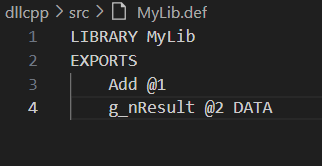 dllcpp > src > MyLib.def
1 LIBRARY MyLib
2 EXPORTS
3 Add @1
4 g_nResult @2 DATA